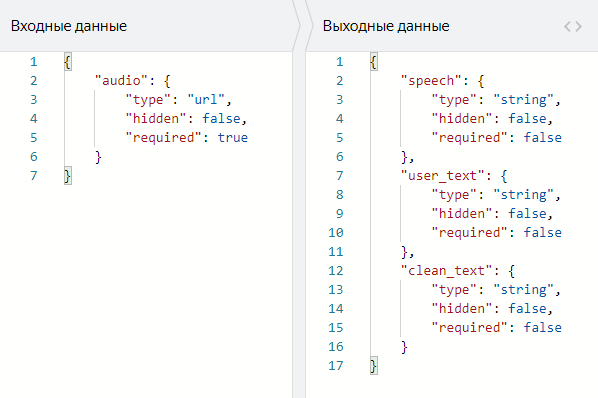 Входные данные
1 {
2 "audio": {
3 "type": "url",
4 "hidden": false,
5 "required": true
6 }
7 }
Выходные данные
<>
1 {
2 "speech": {
3 "type": "string",
4 "hidden": false,
5 "required": false
6 },
7 "user_text": {
8 "type": "string",
9 "hidden": false,
10 "required": false
11 },
12 "clean_text": {
13 "type": "string",
14 "hidden": false,
15 "required": false
16 }
17 }